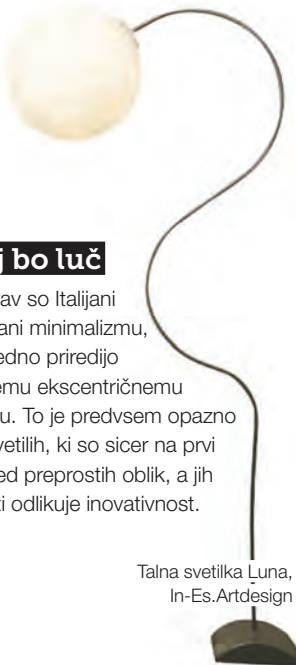 j bo luč
av so Italijani
ani minimalizmu,
edno priredijo
emu ekscentričnemu
u. To je predvsem opazno
vetilih, ki so sicer na prvi
ed preprostih oblik, a jih
ti odlikuje inovativnost.
Talna svetilka Luna,
In-Es.Artdesign